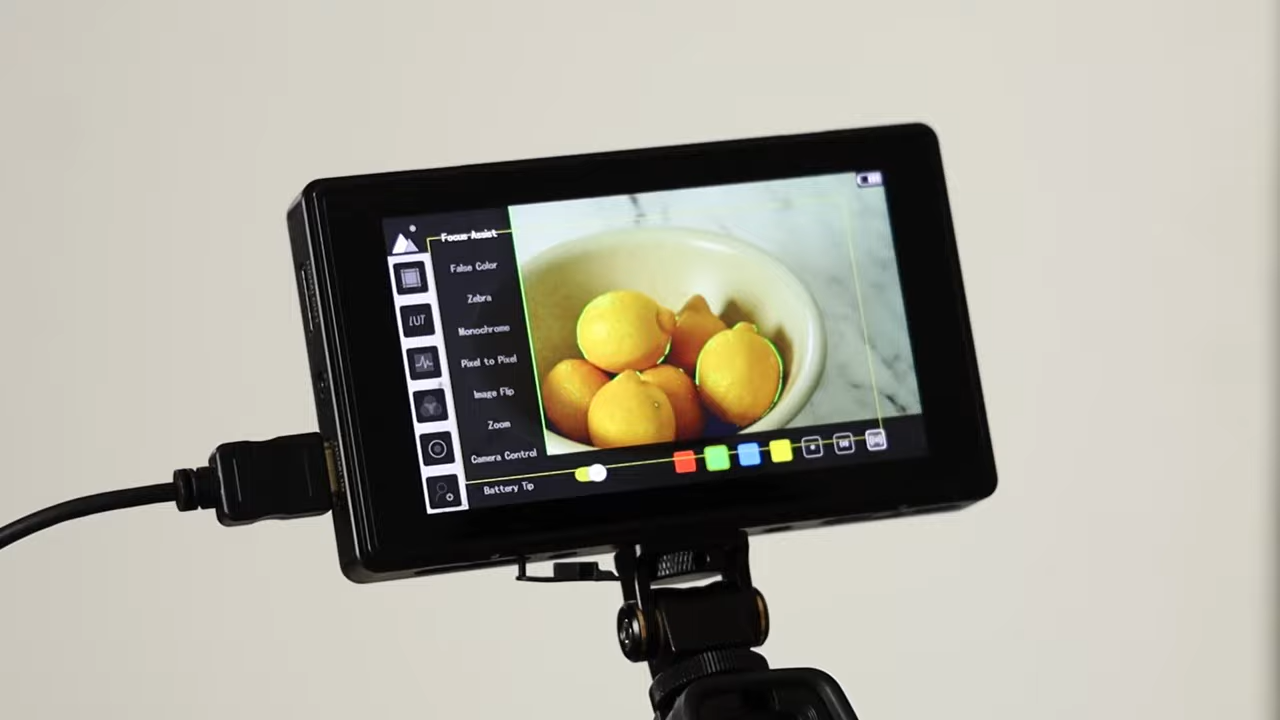 Focus Assist
False Color
LUT
Zebra
Monochrome
Pixel to Pixel
Image Flip
Zoom
Camera Control
Battery Tip